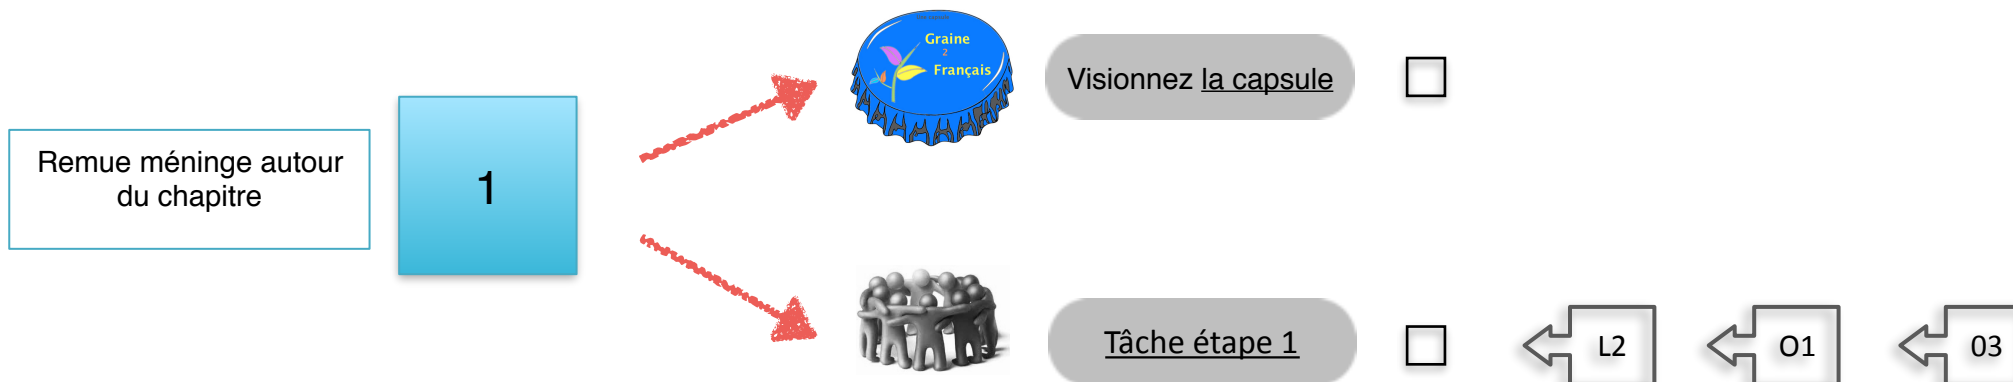 Remue méninge autour
du chapitre
1
Graine
2
Français
Visionnez la capsule
Tâche étape 1
L2
O1
03